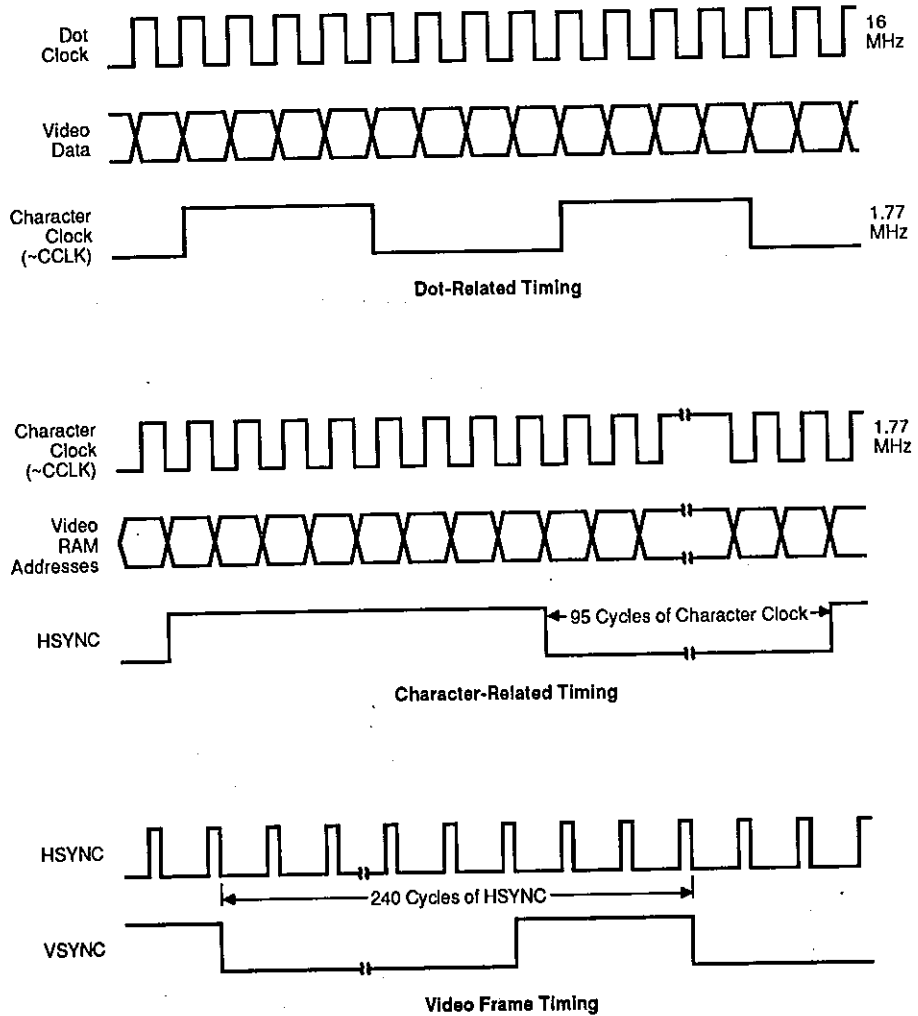 Dot
Clock
16
MHz
Video
Data
Character
Clock
(~CCLK)
1.77
MHz
Dot-Related Timing
Character
Clock
(~CCLK)
1.77
MHz
Video
RAM
Addresses
HSYNC
95 Cycles of Character Clock
Character-Related Timing
HSYNC
240 Cycles of HSYNC
VSYNC
Video Frame Timing